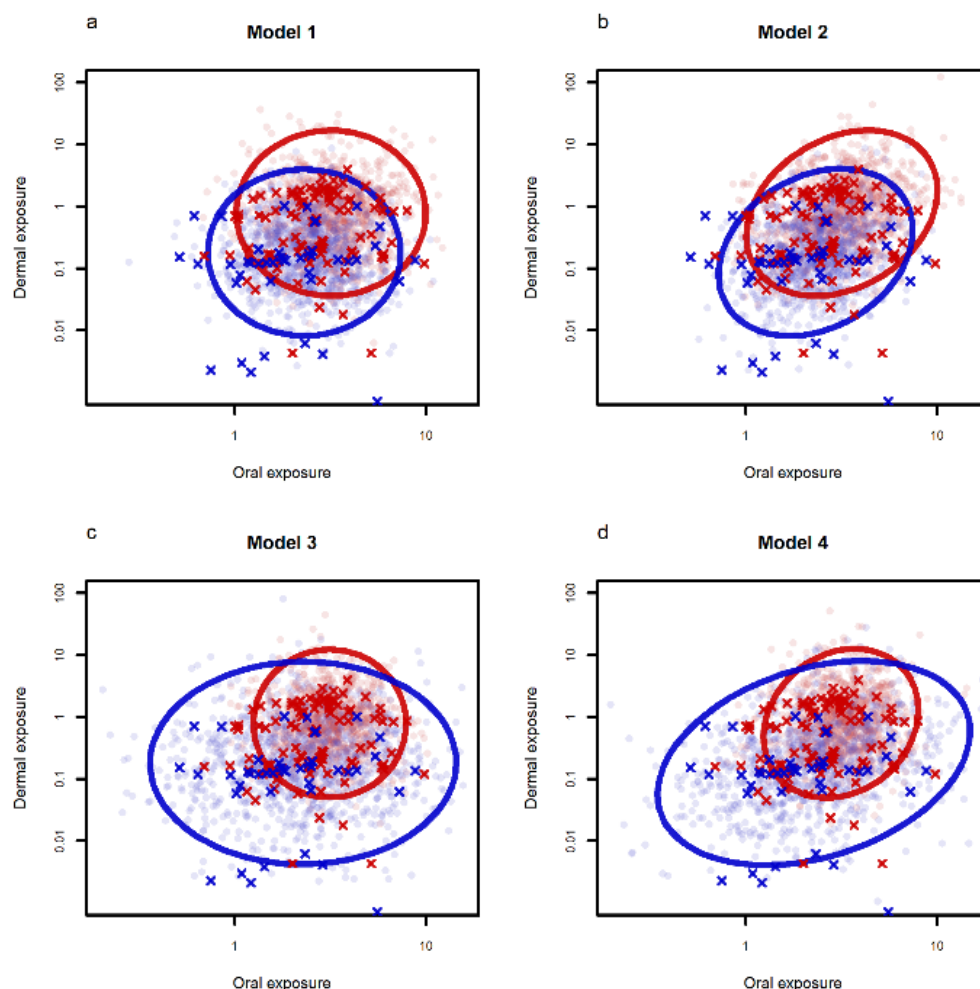 a
Model 1
Dermal exposure
100
10
1
0.1
0.01
1
10
Oral exposure
b
Model 2
Dermal exposure
100
10
1
0.1
0.01
1
10
Oral exposure
c
Model 3
Dermal exposure
100
10
1
0.1
0.01
1
10
Oral exposure
d
Model 4
Dermal exposure
100
10
1
0.1
0.01
1
10
Oral exposure